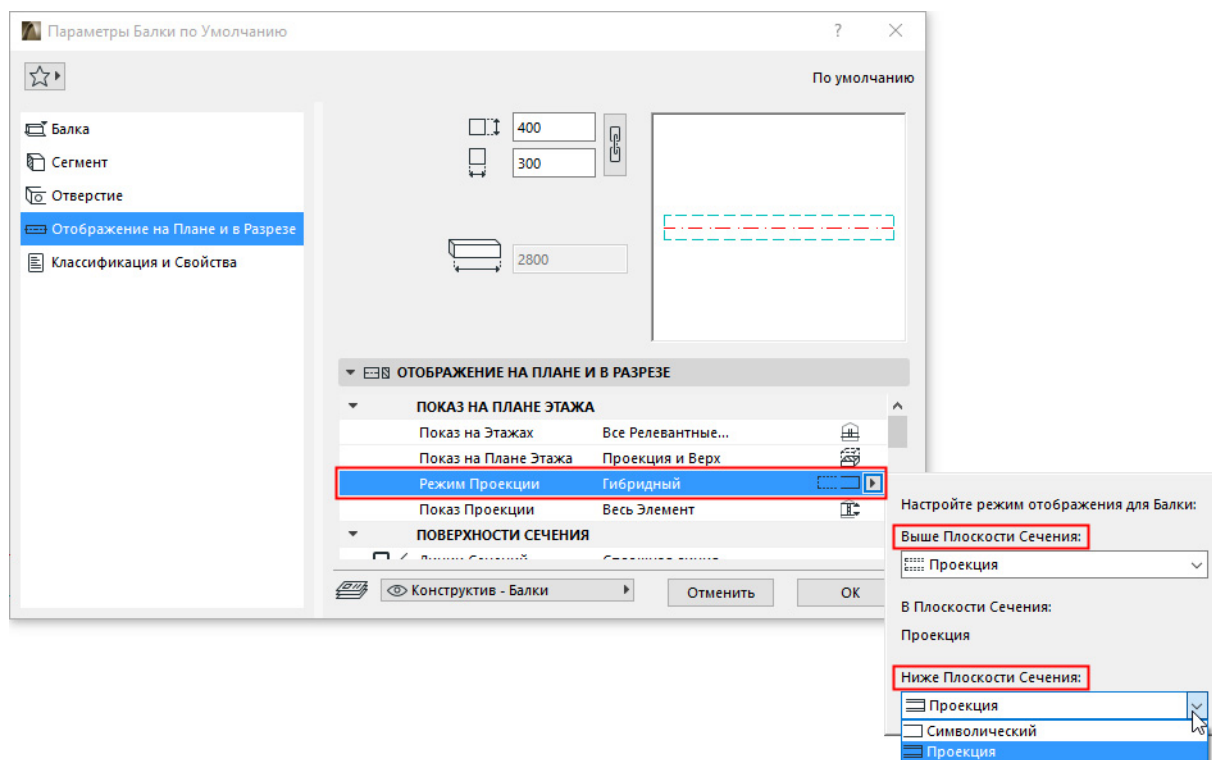 Параметры Балки по Умолчанию
?
По умолчанию
Балка
Сегмент
Отверстие
Отображение на Плане и в Разрезе
Классификация и Свойства
400
300
2800
ОТОБРАЖЕНИЕ НА ПЛАНЕ И В РАЗРЕЗЕ
ПОКАЗ НА ПЛАНЕ ЭТАЖА
Показ на Этажах Все Релевантные...
Показ на Плане Этажа Проекция и Верх
Режим Проекции Гибридный
Показ Проекции Весь Элемент
ПОВЕРХНОСТИ СЕЧЕНИЯ
Конструктив - Балки
Отменить
ОК
Настройте режим отображения для Балки:
Выше Плоскости Сечения:
Проекция
В Плоскости Сечения:
Проекция
Ниже Плоскости Сечения:
Проекция
Символический
Проекция